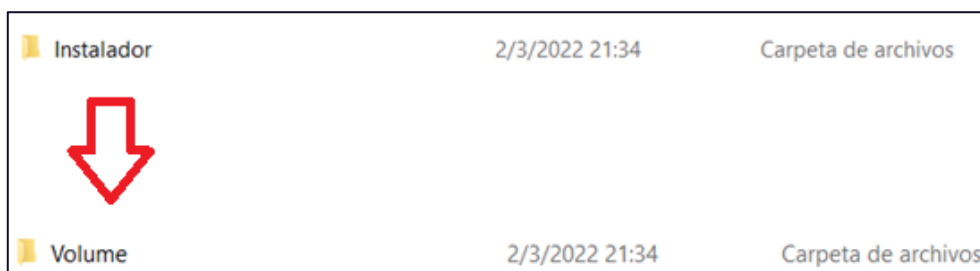 Instalador 2/3/2022 21:34 Carpeta de archivos
Volume 2/3/2022 21:34 Carpeta de archivos